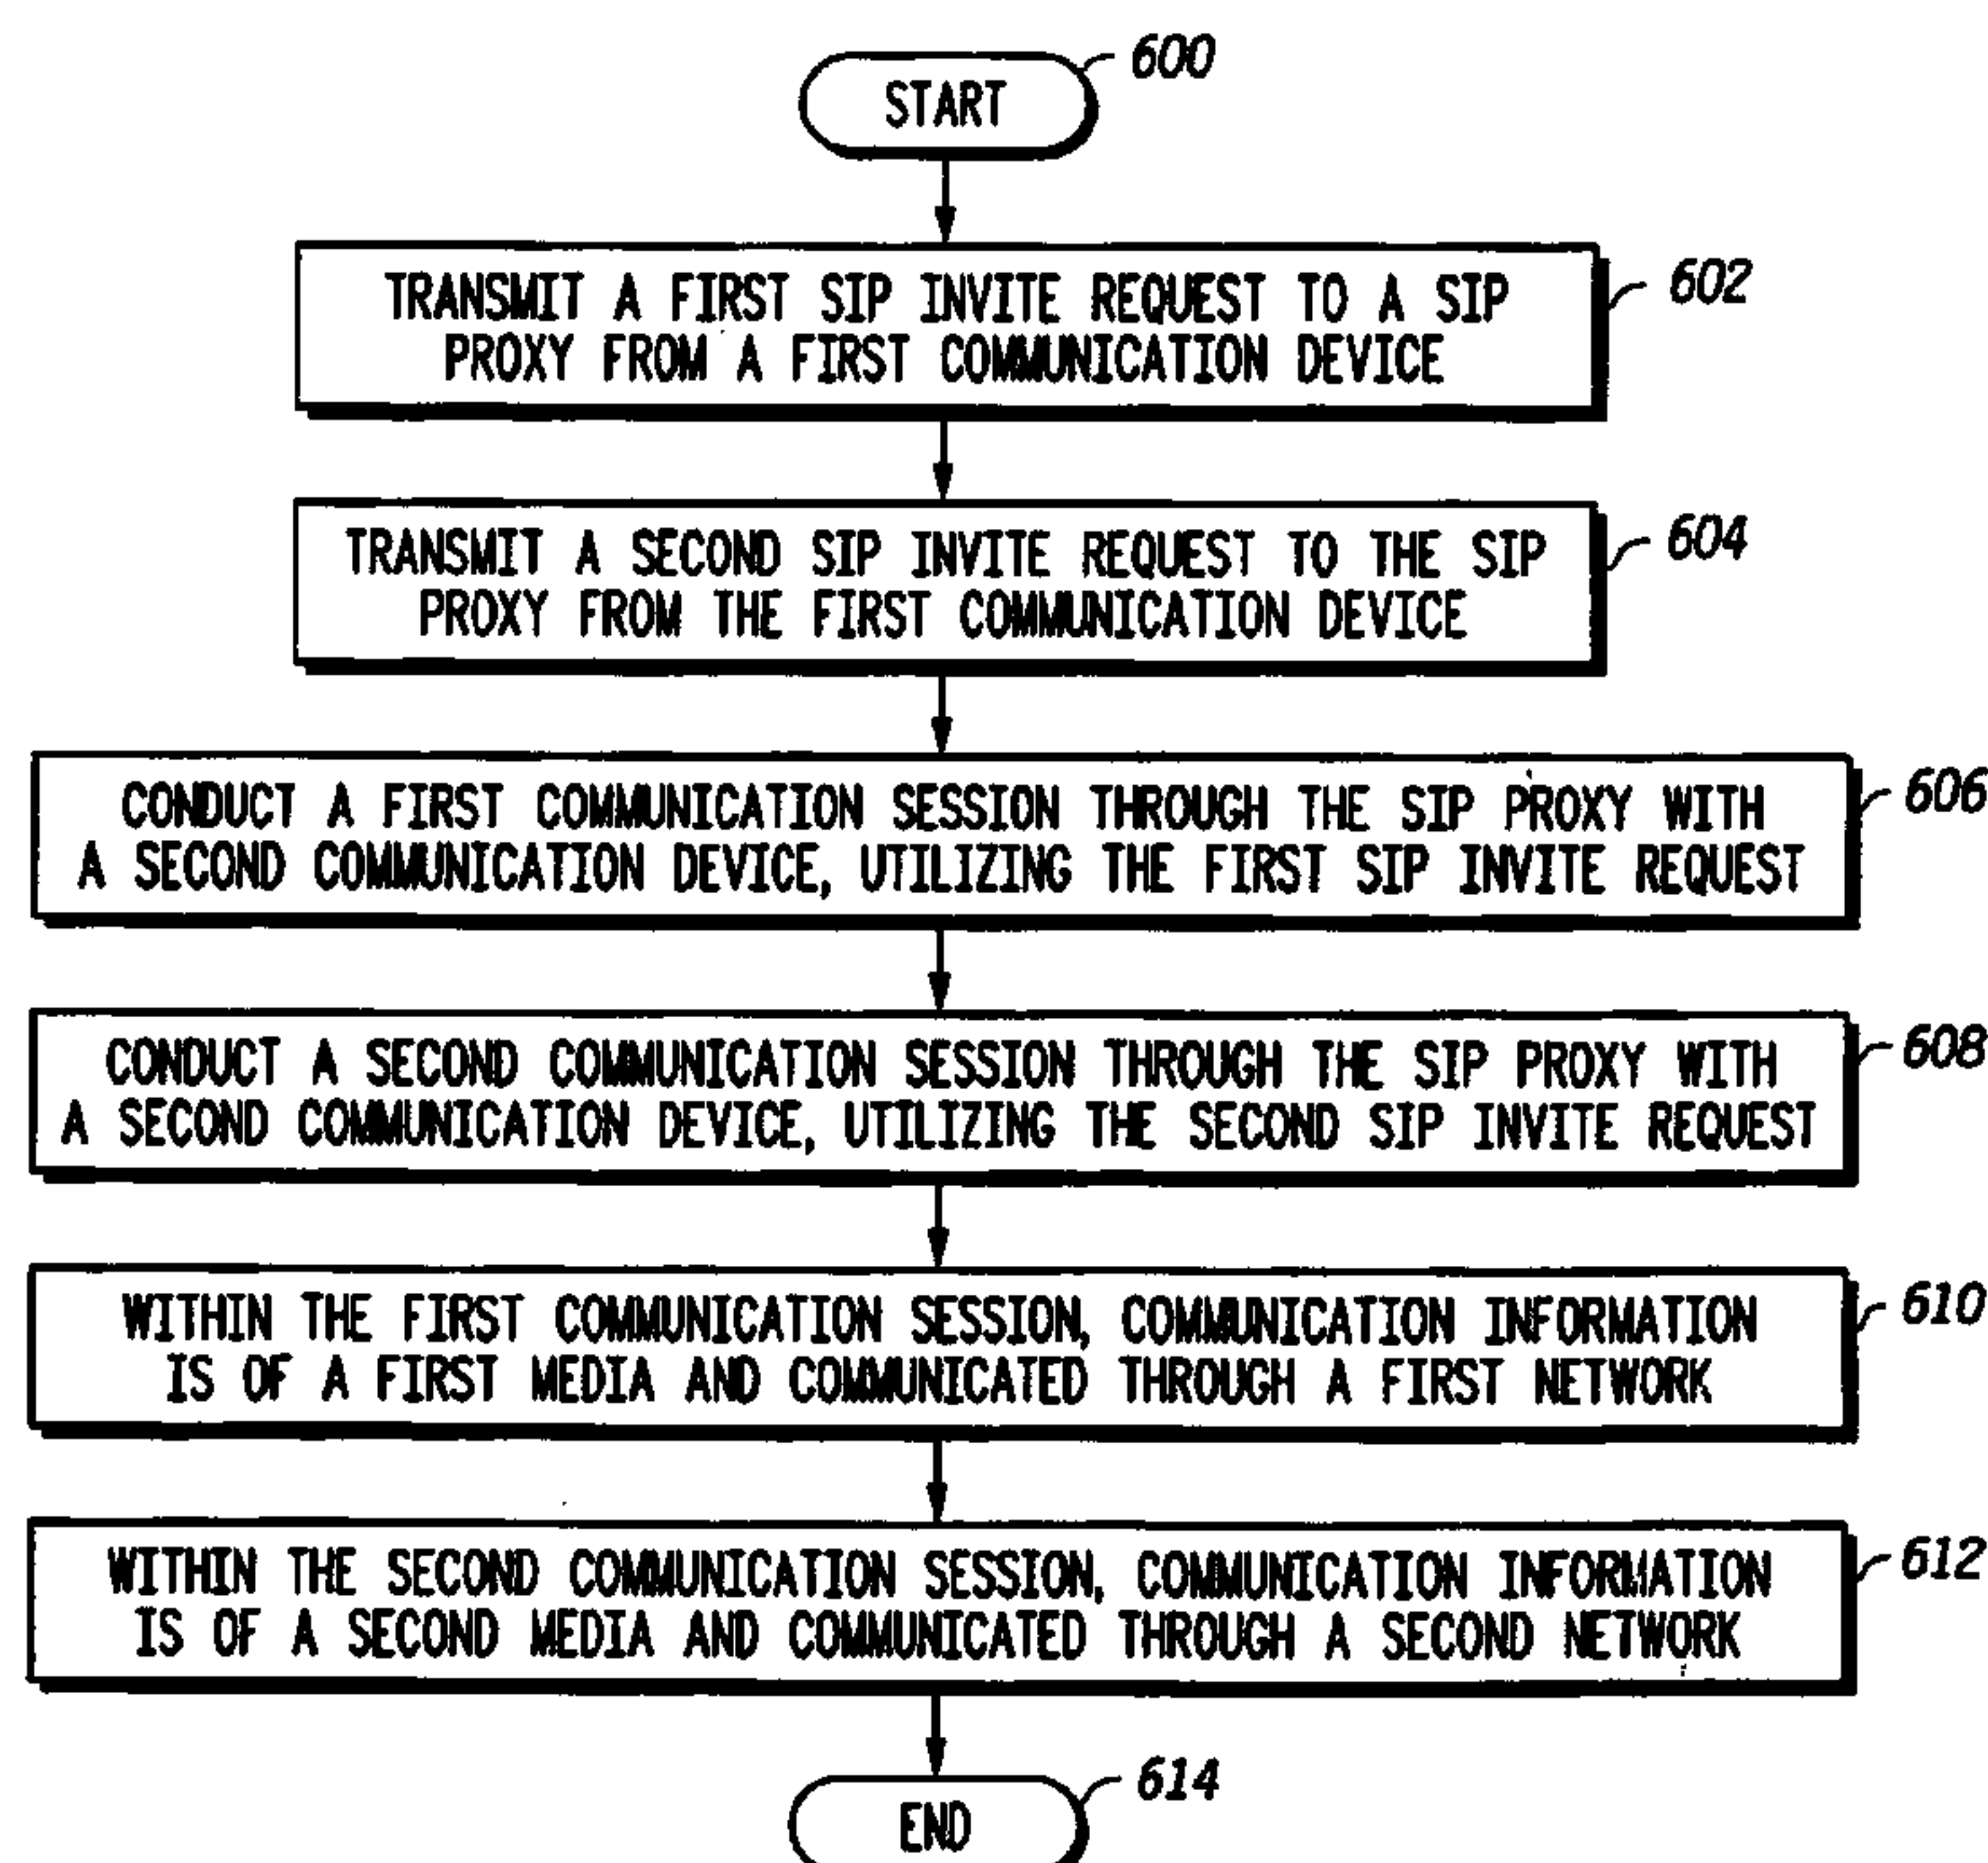 START
600
TRANSMIT A FIRST SIP INVITE REQUEST TO A SIP
PROXY FROM A FIRST COMMUNICATION DEVICE
602
TRANSMIT A SECOND SIP INVITE REQUEST TO THE SIP
PROXY FROM THE FIRST COMMUNICATION DEVICE
604
CONDUCT A FIRST COMMUNICATION SESSION THROUGH THE SIP PROXY WITH
A SECOND COMMUNICATION DEVICE, UTILIZING THE FIRST SIP INVITE REQUEST
606
CONDUCT A SECOND COMMUNICATION SESSION THROUGH THE SIP PROXY WITH
A SECOND COMMUNICATION DEVICE, UTILIZING THE SECOND SIP INVITE REQUEST
608
WITHIN THE FIRST COMMUNICATION SESSION, COMMUNICATION INFORMATION
IS OF A FIRST MEDIA AND COMMUNICATED THROUGH A FIRST NETWORK
610
WITHIN THE SECOND COMMUNICATION SESSION, COMMUNICATION INFORMATION
IS OF A SECOND MEDIA AND COMMUNICATED THROUGH A SECOND NETWORK
612
END
614